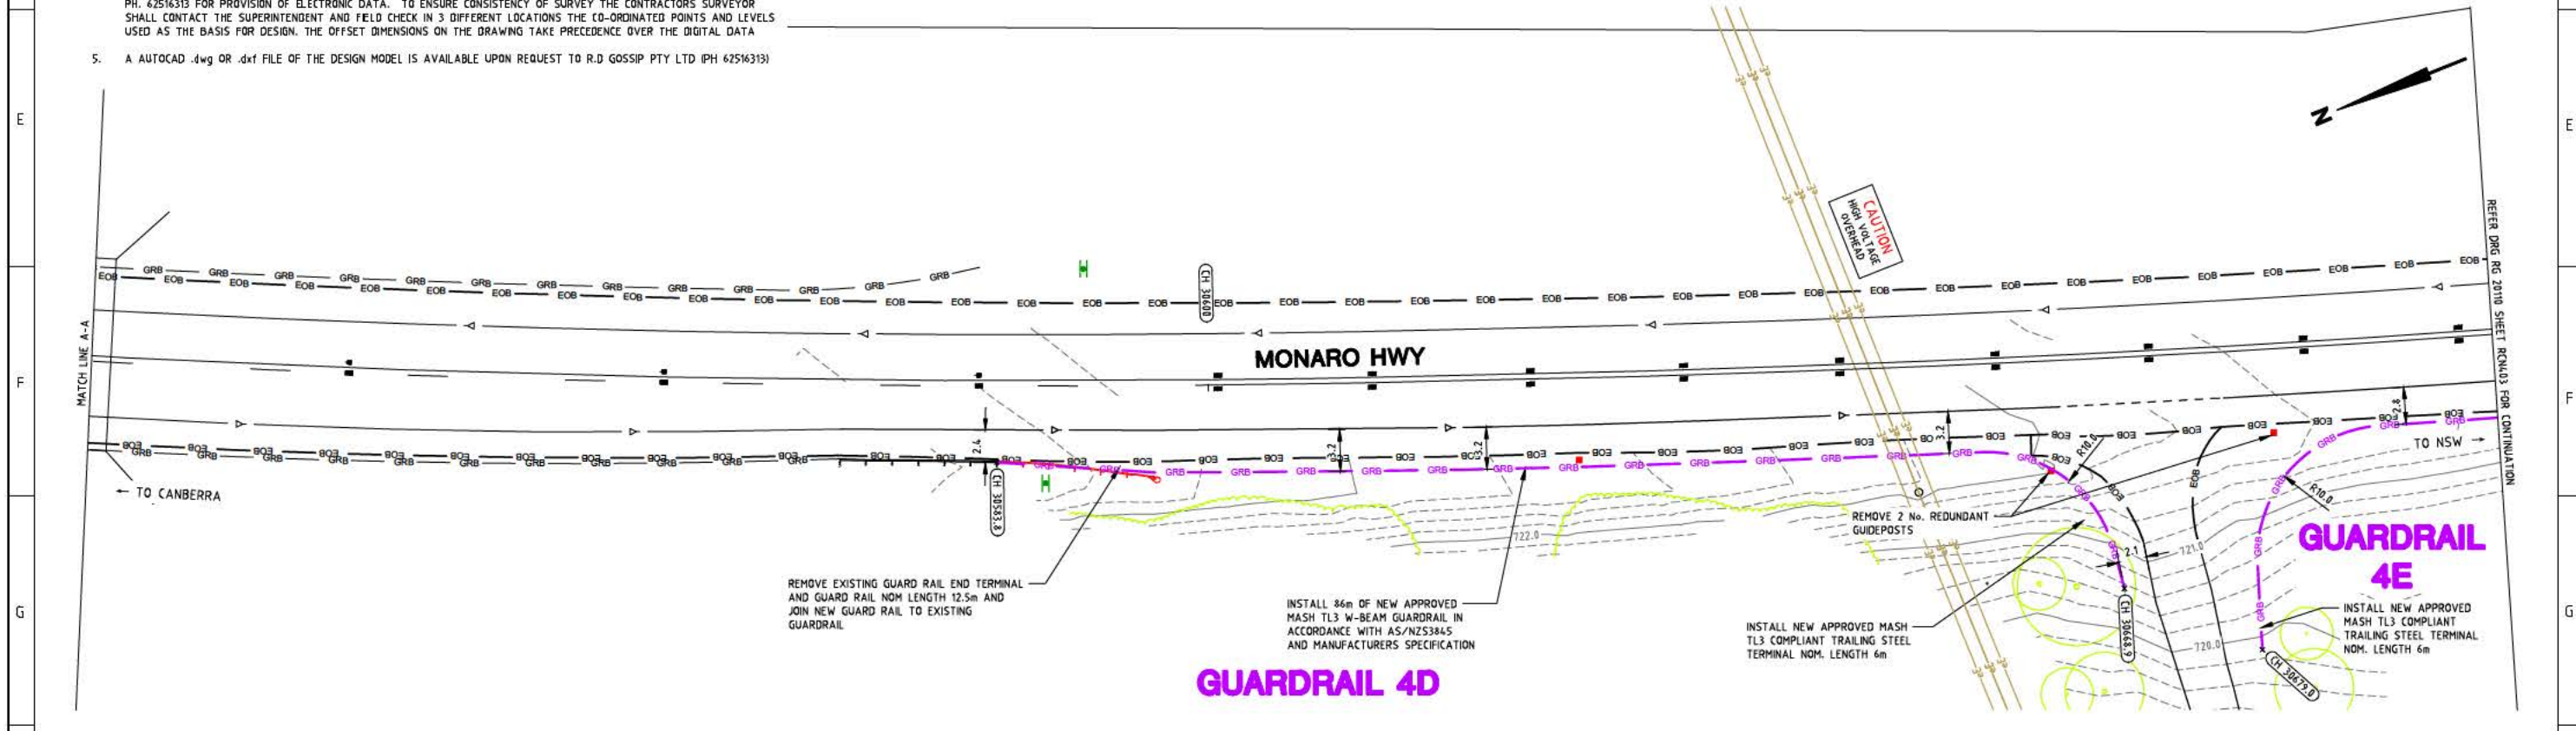 PH. 62516313 FOR PROVISION OF ELECTRONIC DATA. TO ENSURE CONSISTENCY OF SURVEY THE CONTRACTORS SURVEYOR
SHALL CONTACT THE SUPERINTENDENT AND FIELD CHECK IN 3 DIFFERENT LOCATIONS THE CO-ORDINATED POINTS AND LEVELS
USED AS THE BASIS FOR DESIGN. THE OFFSET DIMENSIONS ON THE DRAWING TAKE PRECEDENCE OVER THE DIGITAL DATA
5. A AUTOCAD .dwg OR .dxf FILE OF THE DESIGN MODEL IS AVAILABLE UPON REQUEST TO R.D GOSSIP PTY LTD (PH 62516313)
E
E
N
CAUTION
HIGH VOLTAGE
OVERHEAD
REFER DRG RG 20110 SHEET RCN403 FOR CONTINUATION
MATCH LINE A-A
GRB
EOB
CH 30600
MONARO HWY
F
F
2.4
3.2
3.2
3.2
2.8
R10.0
TO NSW →
← TO CANBERRA
CH 30583.8
R10.0
REMOVE 2 No. REDUNDANT
GUIDEPOSTS
722.0
721.0
2.1
GUARDRAIL
4E
REMOVE EXISTING GUARD RAIL END TERMINAL
AND GUARD RAIL NOM LENGTH 12.5m AND
JOIN NEW GUARD RAIL TO EXISTING
GUARDRAIL
INSTALL 86m OF NEW APPROVED
MASH TL3 W-BEAM GUARDRAIL IN
ACCORDANCE WITH AS/NZS3845
AND MANUFACTURERS SPECIFICATION
INSTALL NEW APPROVED MASH
TL3 COMPLIANT TRAILING STEEL
TERMINAL NOM. LENGTH 6m
CH 30668.9
INSTALL NEW APPROVED
MASH TL3 COMPLIANT
TRAILING STEEL TERMINAL
NOM. LENGTH 6m
G
G
720.0
CH 30679.0
GUARDRAIL 4D